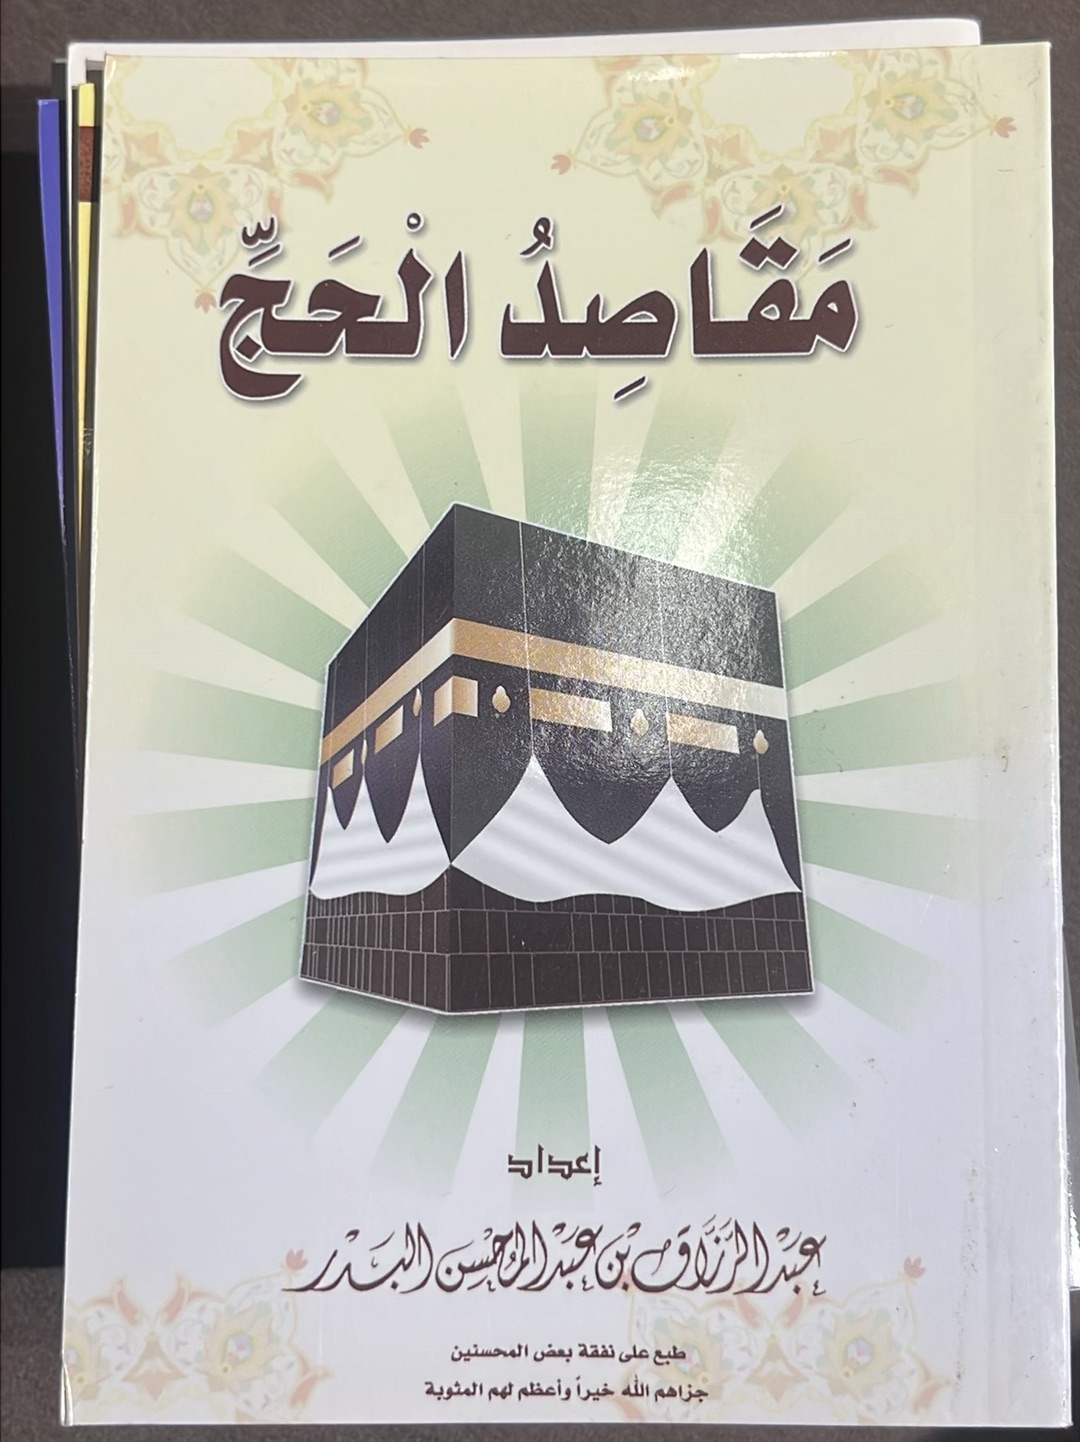 مَقَاصِدُ الْحَجِّ
إعداد
عبد الرزاق بن عبد المحسن البدر
طبع على نفقة بعض المحسنين
جزاهم الله خيراً وأعظم لهم المثوبة